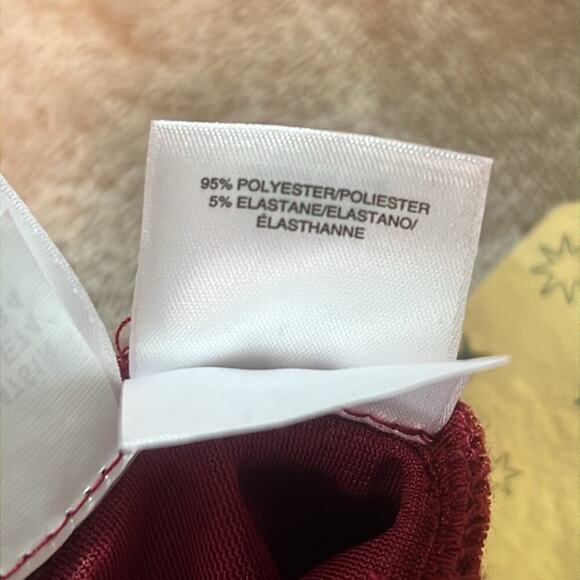 95% POLYESTER/POLIESTER
5% ELASTANE/ELASTANO/
ÉLASTHANNE